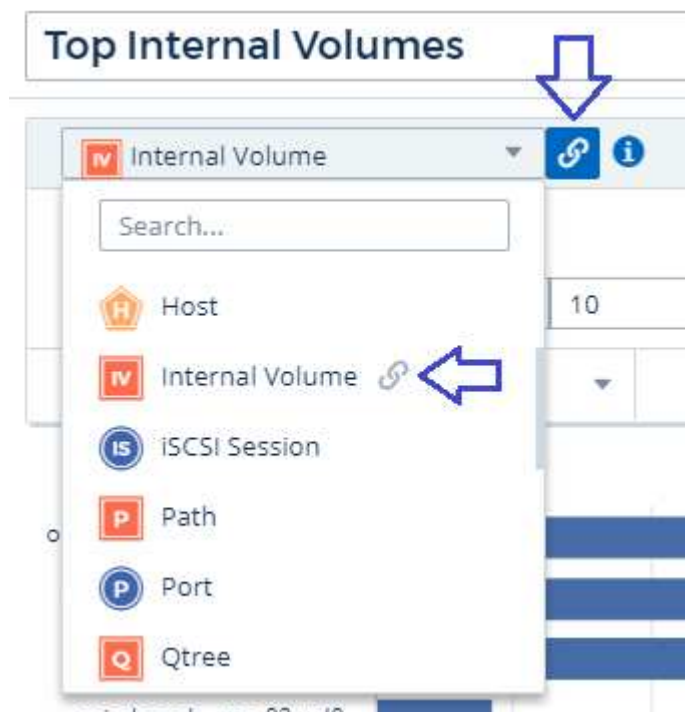 Top Internal Volumes
IV Internal Volume
i
Search...
H Host
10
IV Internal Volume
IS iSCSI Session
P Path
P Port
Q Qtree